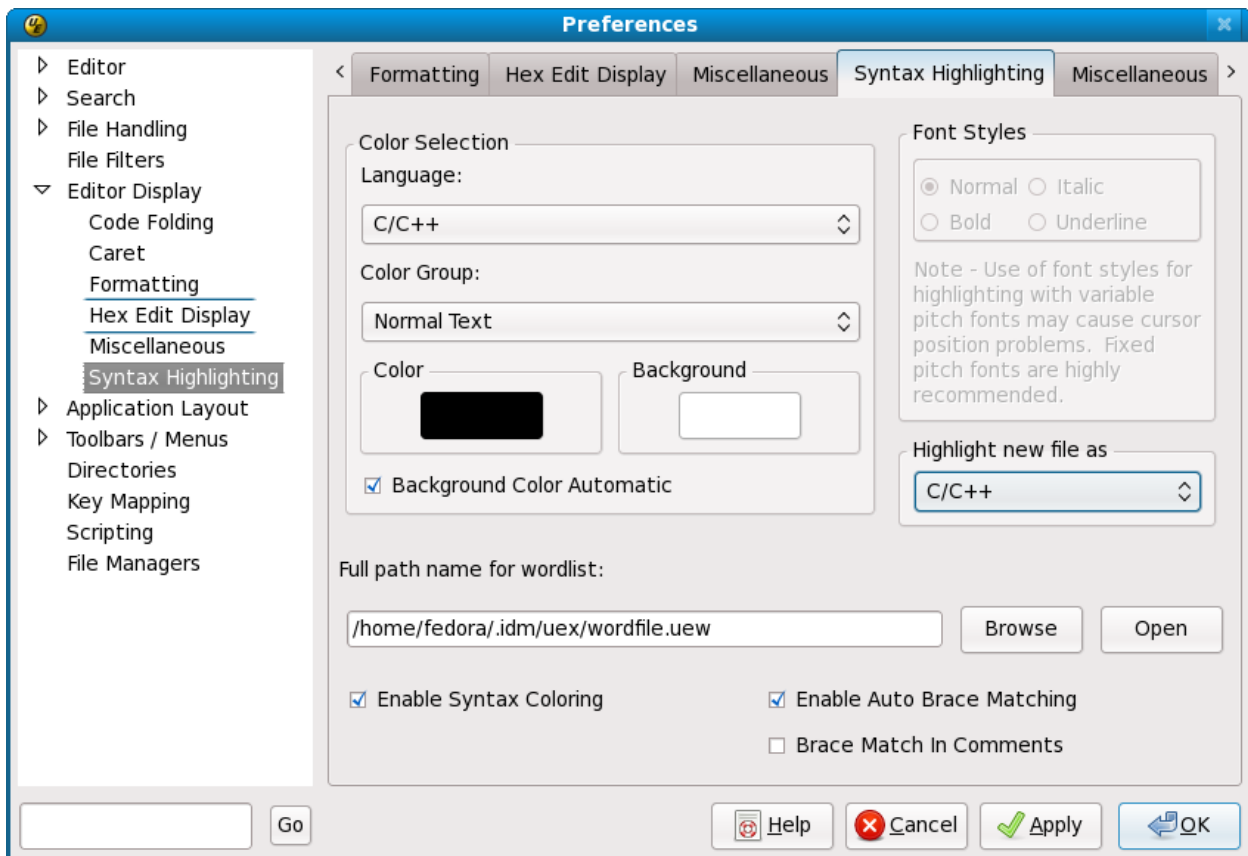 UE
Preferences
Editor
Search
File Handling
File Filters
Editor Display
Code Folding
Caret
Formatting
Hex Edit Display
Miscellaneous
Syntax Highlighting
Application Layout
Toolbars / Menus
Directories
Key Mapping
Scripting
File Managers
Go
Formatting
Hex Edit Display
Miscellaneous
Syntax Highlighting
Miscellaneous
Color Selection
Language:
C/C++
Color Group:
Normal Text
Color
Background
Background Color Automatic
Font Styles
Normal
Italic
Bold
Underline
Note - Use of font styles for
highlighting with variable
pitch fonts may cause cursor
position problems.  Fixed
pitch fonts are highly
recommended.
Highlight new file as
C/C++
Full path name for wordlist:
/home/fedora/.idm/uex/wordfile.uew
Browse
Open
Enable Syntax Coloring
Enable Auto Brace Matching
Brace Match In Comments
Help
Cancel
Apply
OK